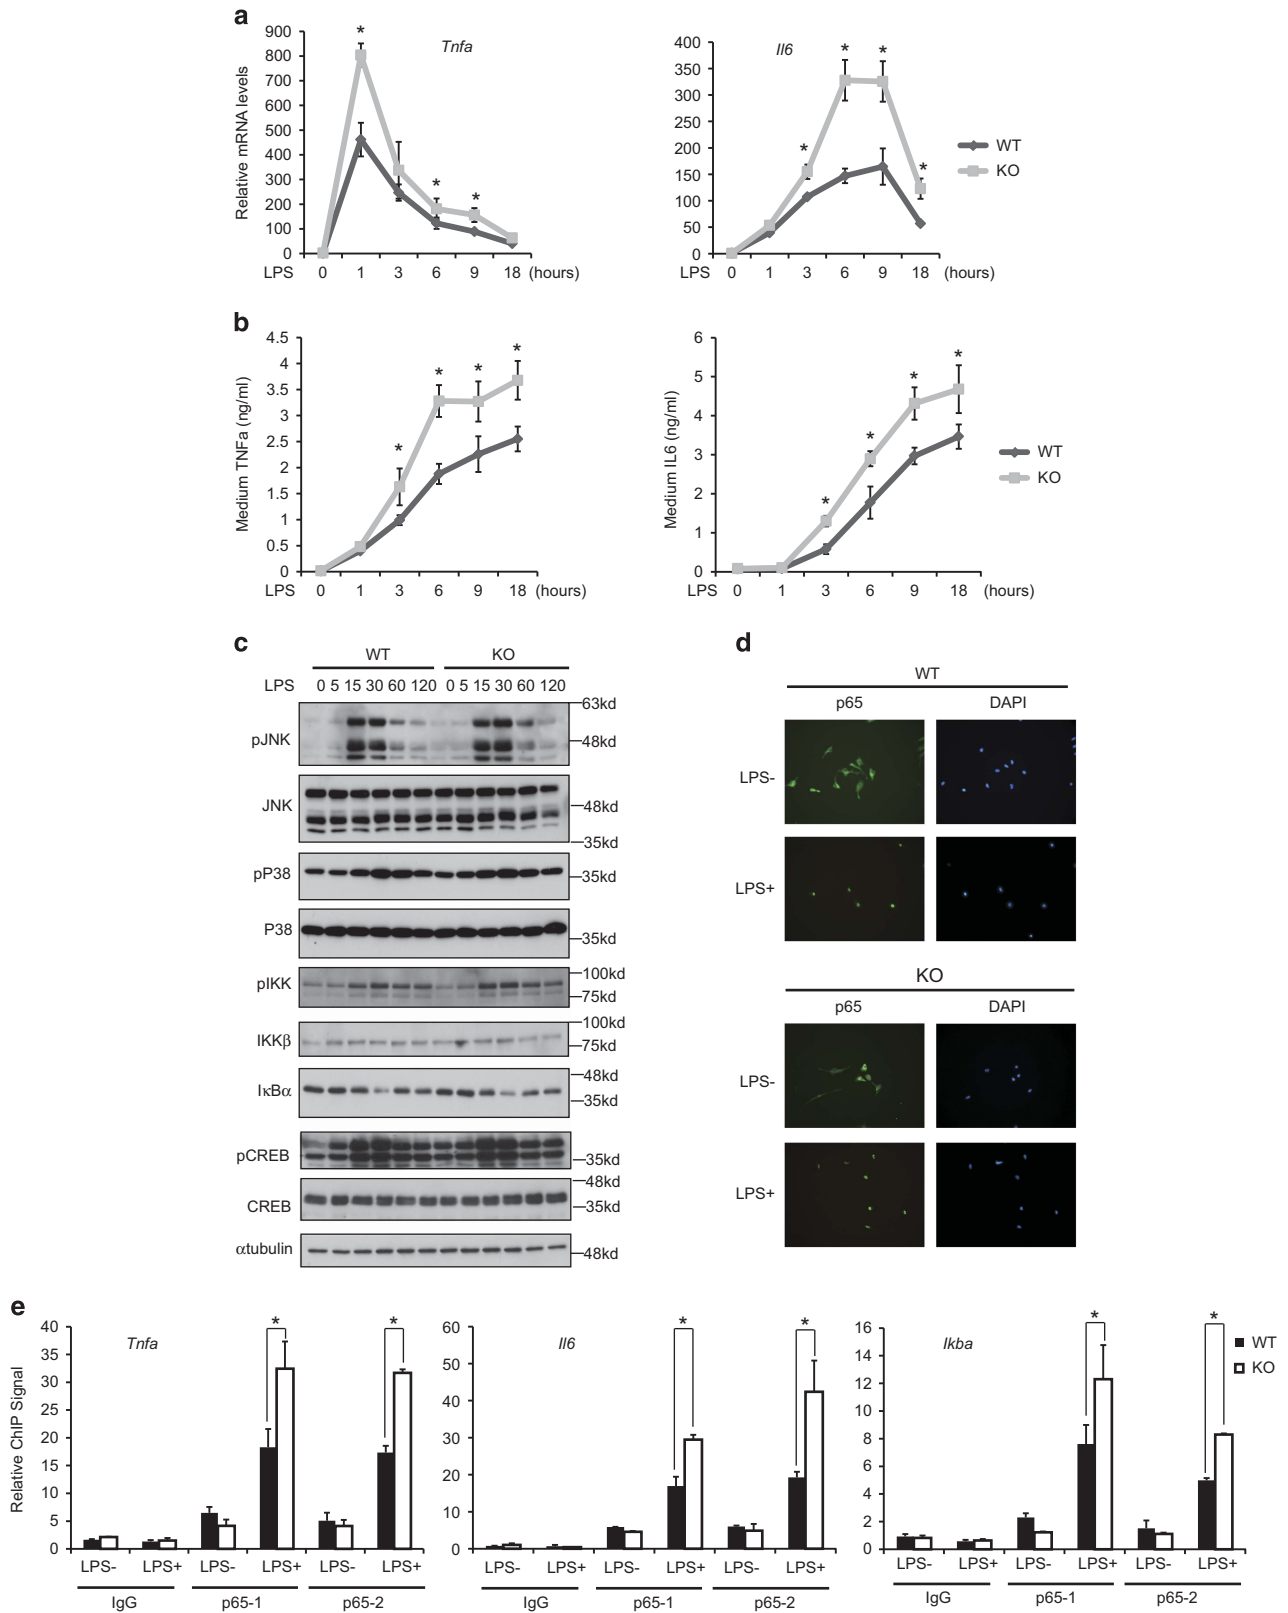 a
Tnfa
Relative mRNA levels
900
800
700
600
500
400
300
200
100
0
* * *
LPS 0 1 3 6 9 18 (hours)
Il6
400
350
300
250
200
150
100
50
0
* * * *
LPS 0 1 3 6 9 18 (hours)
WT
KO
b
Medium TNFa (ng/ml)
4.5
4
3.5
3
2.5
2
1.5
1
0.5
0
* * * *
LPS 0 1 3 6 9 18 (hours)
Medium IL6 (ng/ml)
6
5
4
3
2
1
0
* * * *
LPS 0 1 3 6 9 18 (hours)
WT
KO
c
WT KO
LPS 0 5 15 30 60 120 0 5 15 30 60 120
pJNK 63kd
48kd
JNK 48kd
35kd
pP38 35kd
P38 35kd
pIKK 100kd
75kd
IKKβ 100kd
75kd
IκBα 48kd
35kd
pCREB 35kd
CREB 48kd
35kd
αtubulin 48kd
d
WT
p65 DAPI
LPS-
LPS+
KO
p65 DAPI
LPS-
LPS+
e
Relative ChIP Signal
Tnfa
40
35
30
25
20
15
10
5
0
* *
LPS- LPS+ LPS- LPS+ LPS- LPS+
IgG p65-1 p65-2
Il6
60
50
40
30
20
10
0
* *
LPS- LPS+ LPS- LPS+ LPS- LPS+
IgG p65-1 p65-2
Ikba
16
14
12
10
8
6
4
2
0
* *
LPS- LPS+ LPS- LPS+ LPS- LPS+
IgG p65-1 p65-2
WT
KO